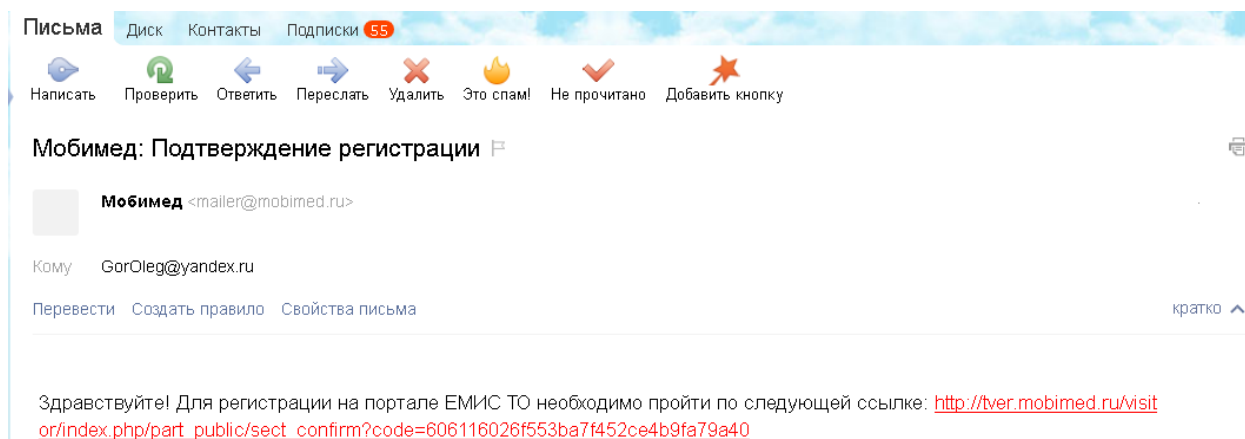 Письма Диск Контакты Подписки 55
Написать Проверить Ответить Переслать Удалить Это спам! Не прочитано Добавить кнопку
Мобимед: Подтверждение регистрации
Мобимед <mailer@mobimed.ru>
Кому GorOleg@yandex.ru
Перевести Создать правило Свойства письма кратко
Здравствуйте! Для регистрации на портале ЕМИС ТО необходимо пройти по следующей ссылке: http://tver.mobimed.ru/visit
or/index.php/part_public/sect_confirm?code=606116026f553ba7f452ce4b9fa79a40